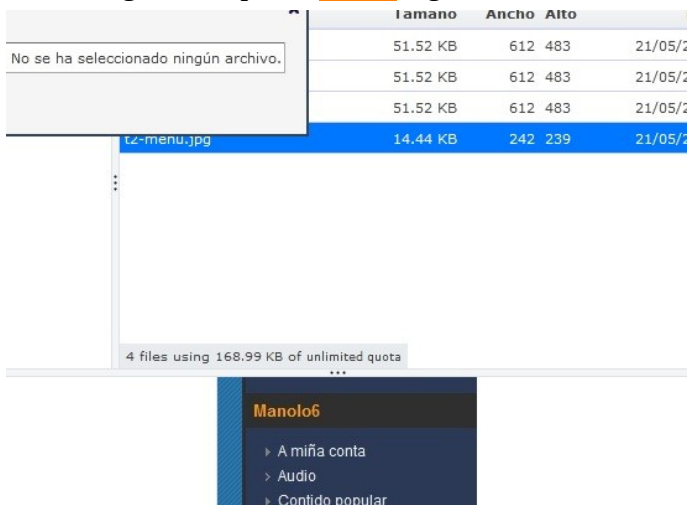 Tamaño Ancho Alto
51.52 KB 612 483 21/05/2
No se ha seleccionado ningún archivo.
51.52 KB 612 483 21/05/2
51.52 KB 612 483 21/05/2
t2-menu.jpg 14.44 KB 242 239 21/05/2
4 files using 168.99 KB of unlimited quota
Manolo6
A miña conta
Audio
Contido popular